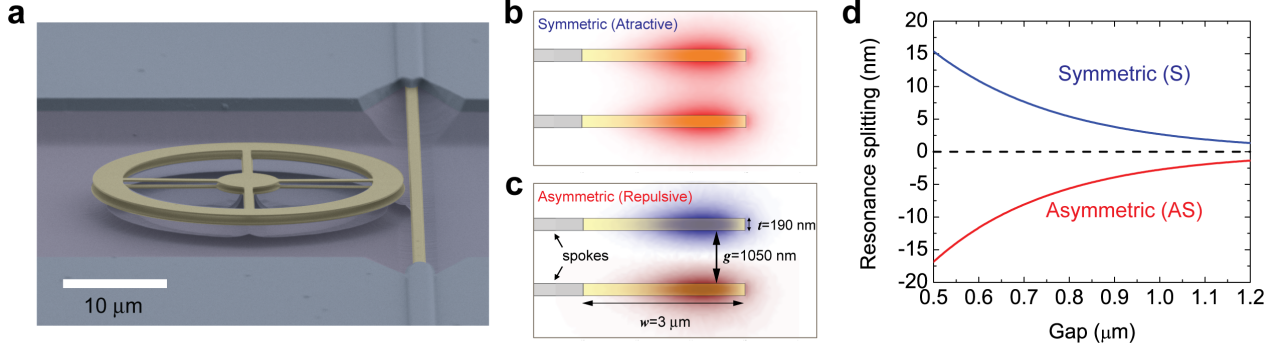 a
10 μm
b
Symmetric (Atractive)
c
Asymmetric (Repulsive)
t=190 nm
g=1050 nm
spokes
w=3 μm
d
Resonance splitting (nm)
20
15
10
5
0
-5
-10
-15
-20
Symmetric (S)
Asymmetric (AS)
0.5 0.6 0.7 0.8 0.9 1.0 1.1 1.2
Gap (μm)